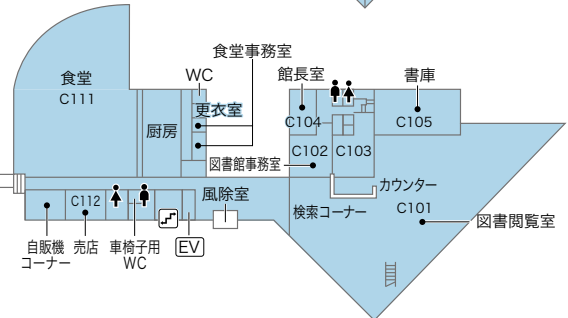 食堂事務室
食堂
C111
WC
更衣室
厨房
館長室
書庫
C104
C105
C102
C103
図書館事務室
カウンター
検索コーナー
C101
図書閲覧室
風除室
C112
自販機
コーナー
売店
車椅子用
WC
EV